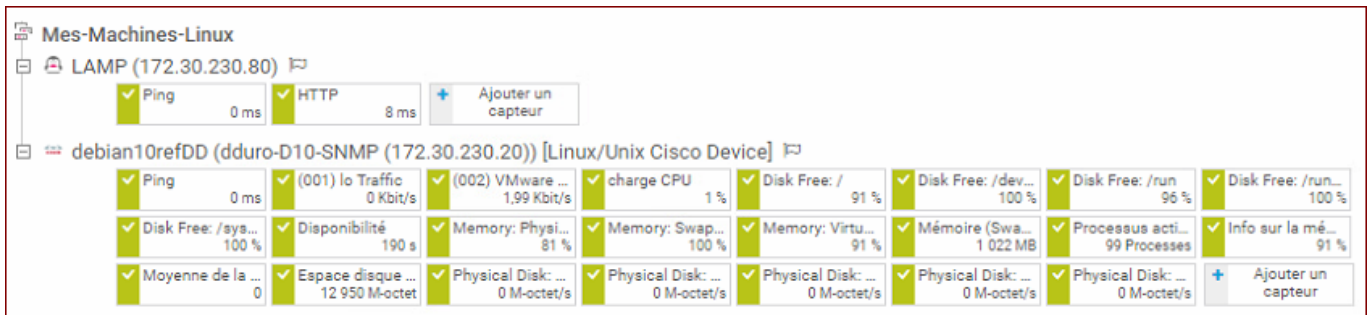 Mes-Machines-Linux
LAMP (172.30.230.80)
Ping HTTP Ajouter un
0 ms 8 ms capteur
debian10refDD (dduro-D10-SNMP (172.30.230.20)) [Linux/Unix Cisco Device]
Ping (001) lo Traffic (002) VMware ... charge CPU Disk Free: / Disk Free: /dev... Disk Free: /run Disk Free: /run...
0 ms 0 Kbit/s 1,99 Kbit/s 1 % 91 % 100 % 96 % 100 %
Disk Free: /sys... Disponibilité Memory: Physi... Memory: Swap... Memory: Virtu... Mémoire (Swa... Processus acti... Info sur la mé...
100 % 190 s 81 % 100 % 91 % 1 022 MB 99 Processes 91 %
Moyenne de la ... Espace disque ... Physical Disk: ... Physical Disk: ... Physical Disk: ... Physical Disk: ... Physical Disk: ... Ajouter un
0 12 950 M-octet 0 M-octet/s 0 M-octet/s 0 M-octet/s 0 M-octet/s 0 M-octet/s capteur